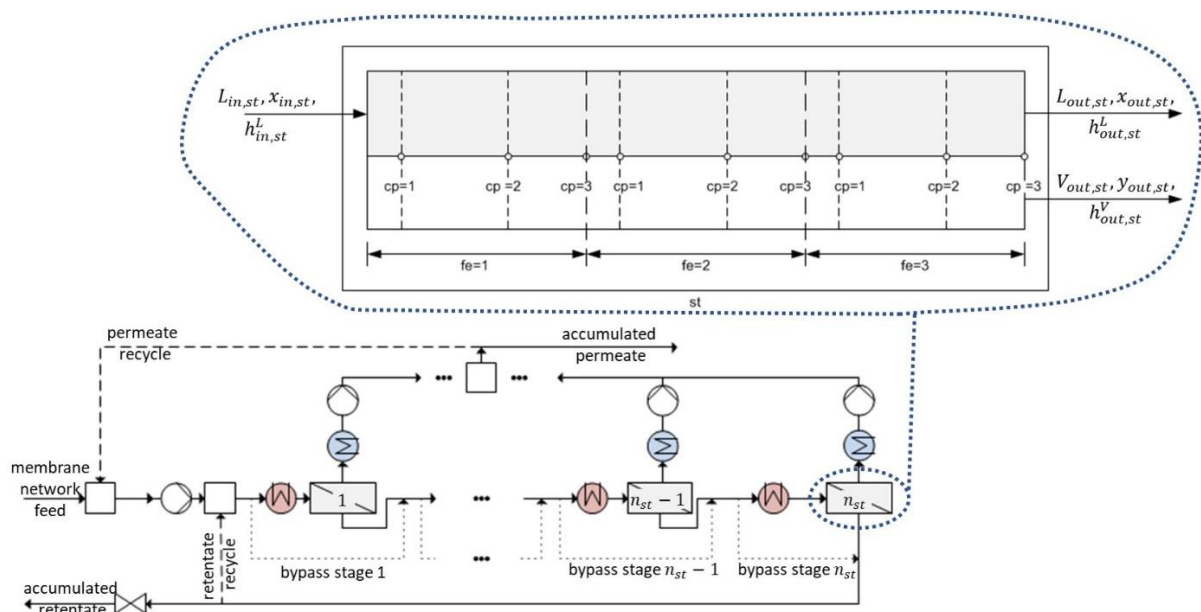 L_{in,st}, x_{in,st},
h^L_{in,st}
L_{out,st}, x_{out,st},
h^L_{out,st}
V_{out,st}, y_{out,st},
h^V_{out,st}
cp=1 cp =2 cp=3 cp=1 cp=2 cp=3 cp=1 cp=2 cp =3
fe=1 fe=2 fe=3
st
permeate
recycle
accumulated
permeate
••• •••
membrane
network
feed
1 ••• n_{st} − 1 n_{st}
•••
retentate
recycle
bypass stage 1 bypass stage n_{st} − 1 bypass stage n_{st}
accumulated
retentate